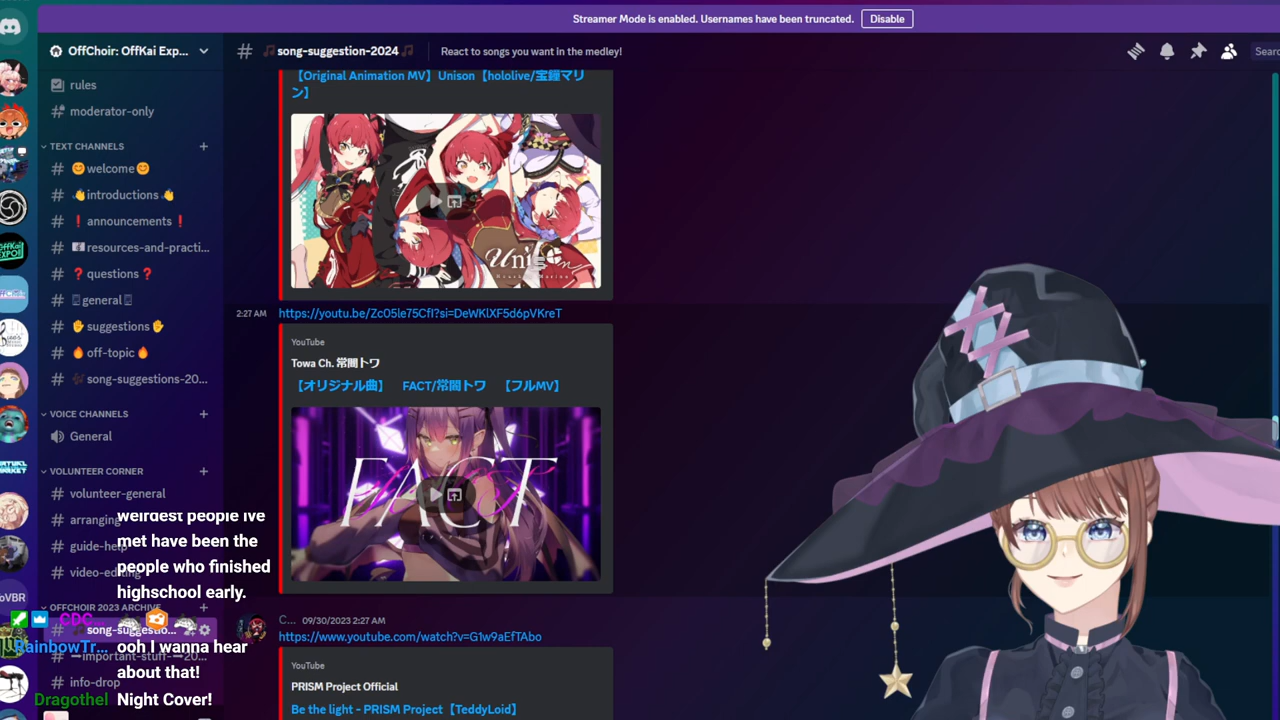 Streamer Mode is enabled. Usernames have been truncated.
Disable
OffChoir: OffKai Exp...
song-suggestion-2024
React to songs you want in the medley!
Sear
rules
moderator-only
TEXT CHANNELS
welcome
introductions
announcements
resources-and-practi...
questions
general
suggestions
off-topic
song-suggestions-20...
VOICE CHANNELS
General
VOLUNTEER CORNER
volunteer-general
arranging
guide-help
video-editing
OFFCHOIR 2023 ARCHIVE
song-suggestio...
important-stuff-
info-drop
【Original Animation MV】Unison【hololive/宝鐘マリ
ン】
Unison
2:27 AM
https://youtu.be/Zc05le75CfI?si=DeWKlXF5d6pVKreT
YouTube
Towa Ch. 常闇トワ
【オリジナル曲】 FACT/常闇トワ 【フルMV】
FACT
C... 09/30/2023 2:27 AM
https://www.youtube.com/watch?v=G1w9aEfTAbo
YouTube
PRISM Project Official
Be the light - PRISM Project【TeddyLoid】
weirdest people ive
met have been the
people who finished
highschool early.
CDC...
RainbowTr... ooh I wanna hear
about that!
Dragothel Night Cover!
oVBR
OffKai
EXPO